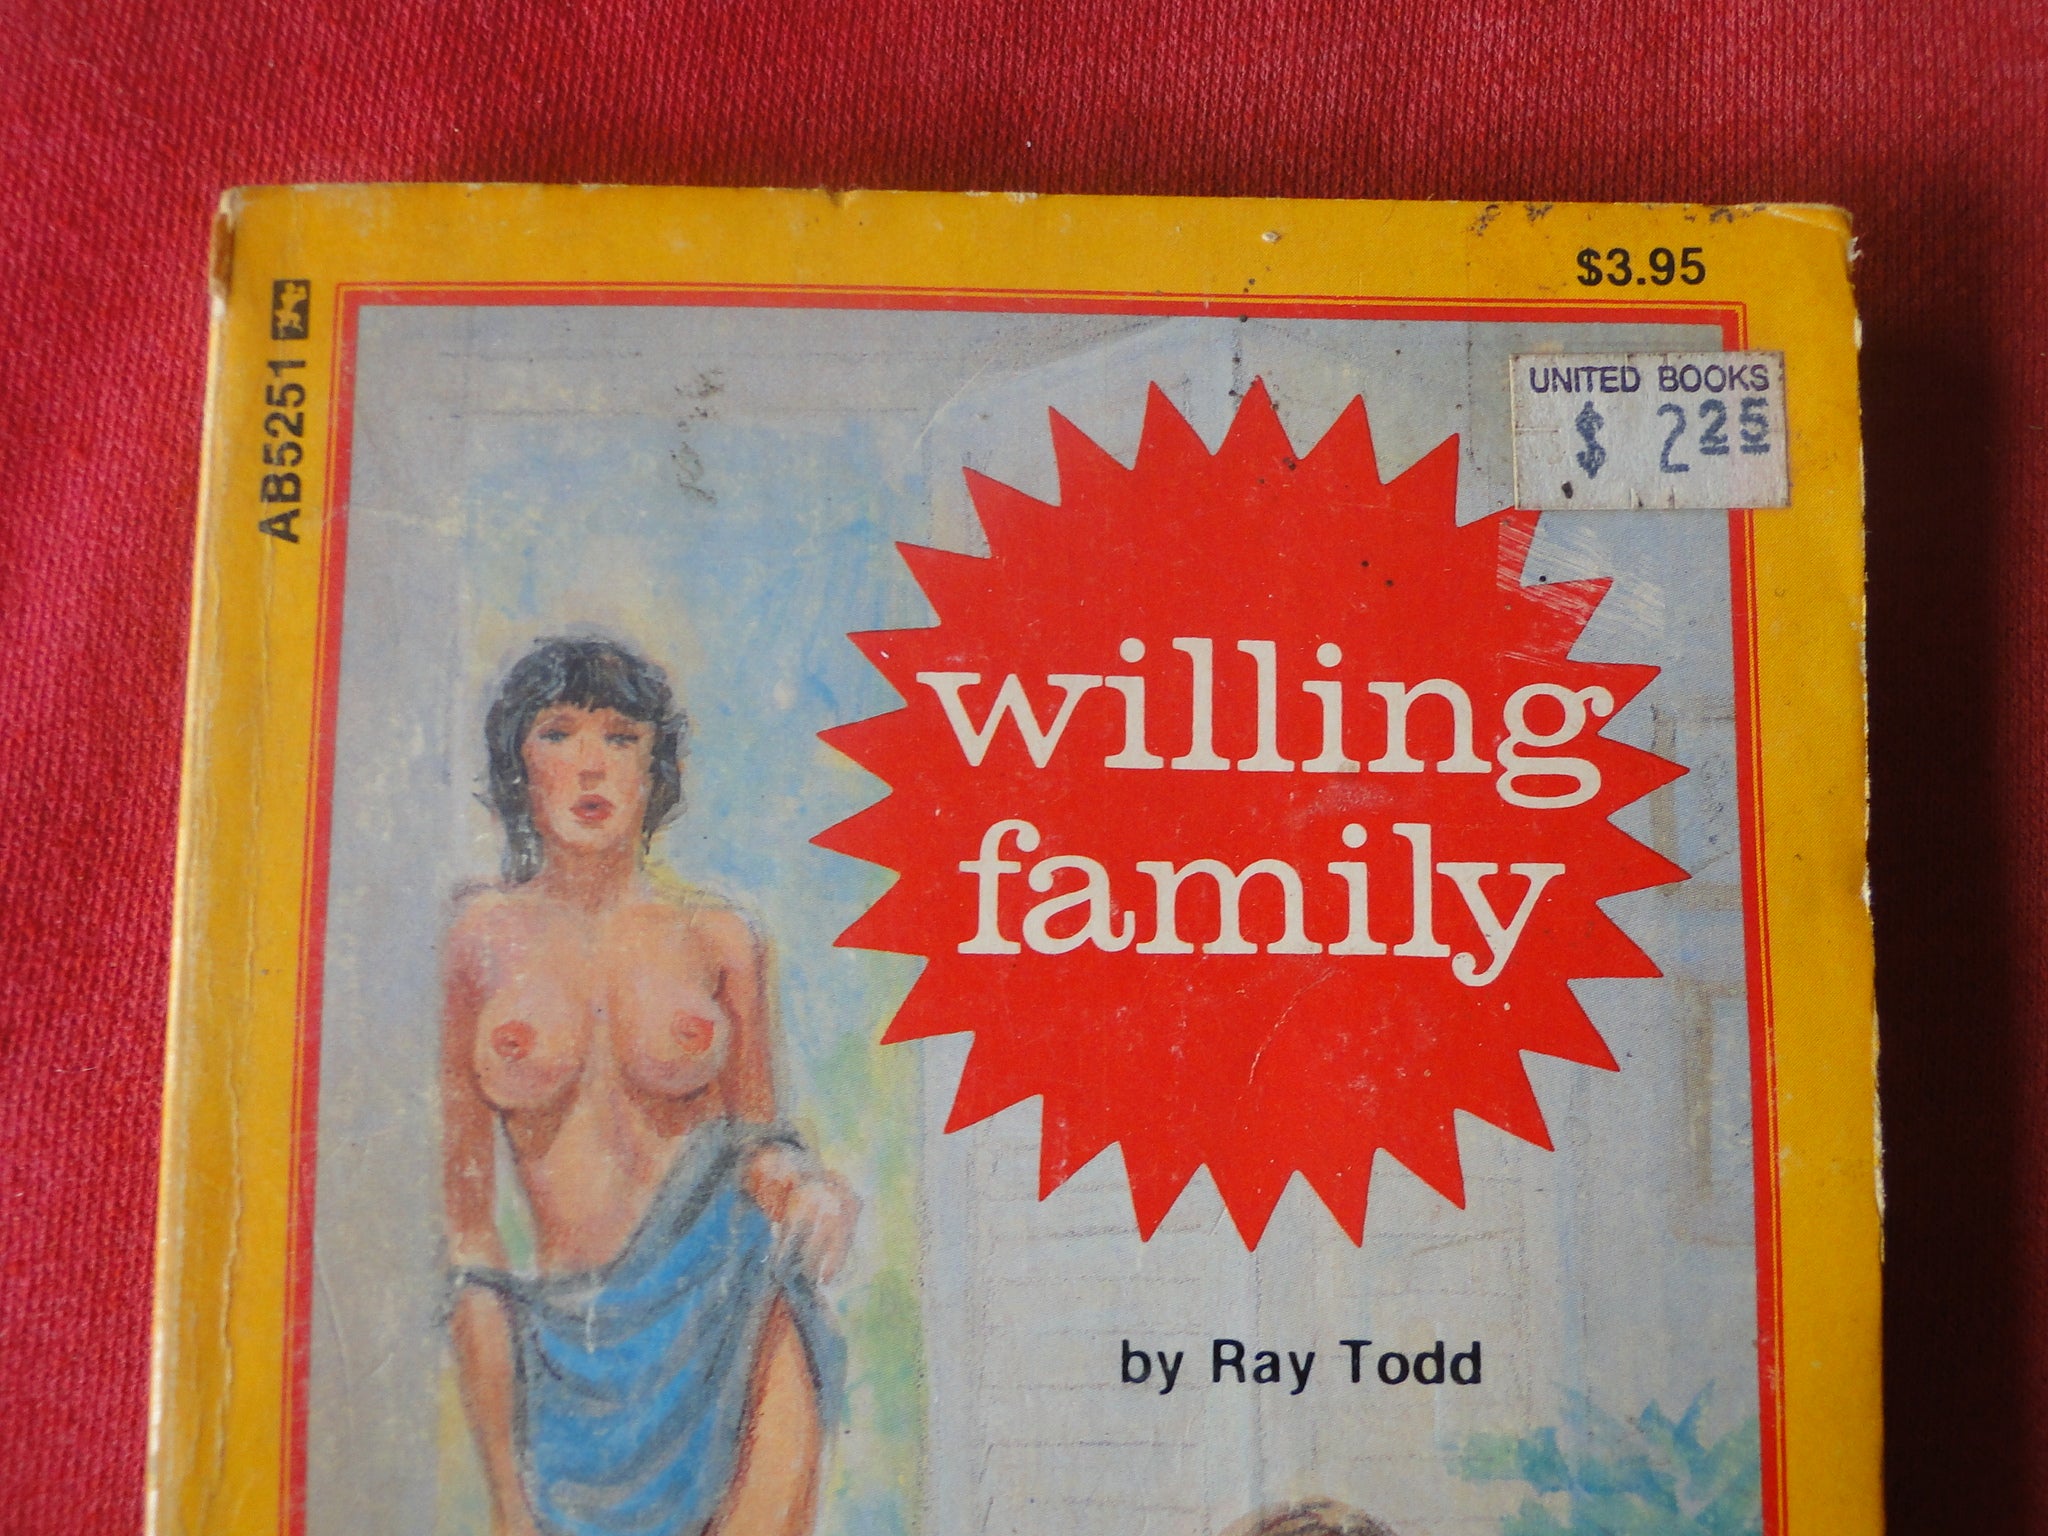 $3.95
AB5251
UNITED BOOKS
$ 2 25
willing
family
by Ray Todd